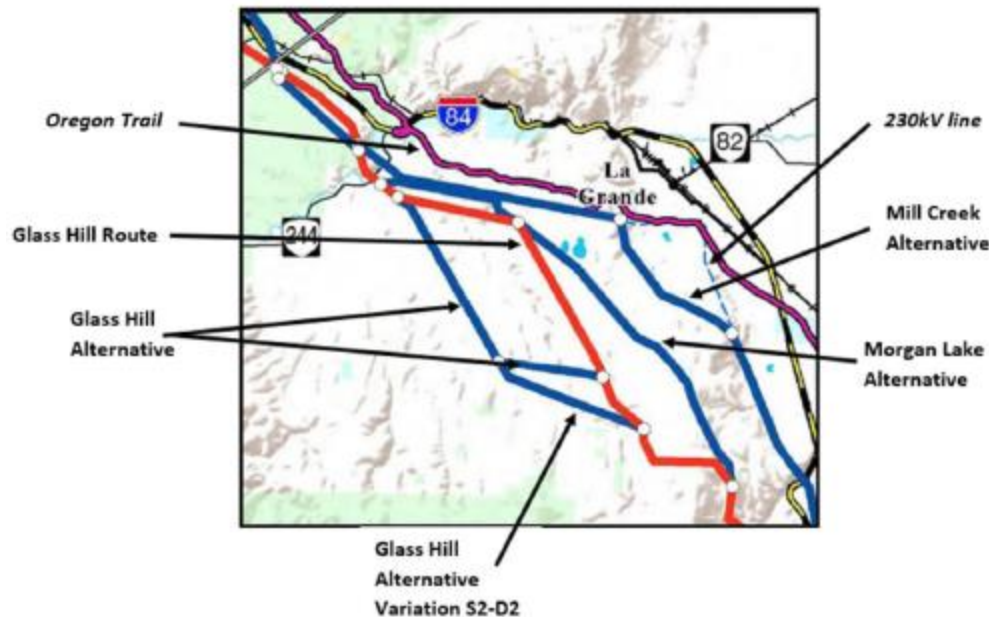 Oregon Trail
84
230kV line
82
La
Grande
Mill Creek
Alternative
Glass Hill Route
244
Glass Hill
Alternative
Morgan Lake
Alternative
Glass Hill
Alternative
Variation S2-D2